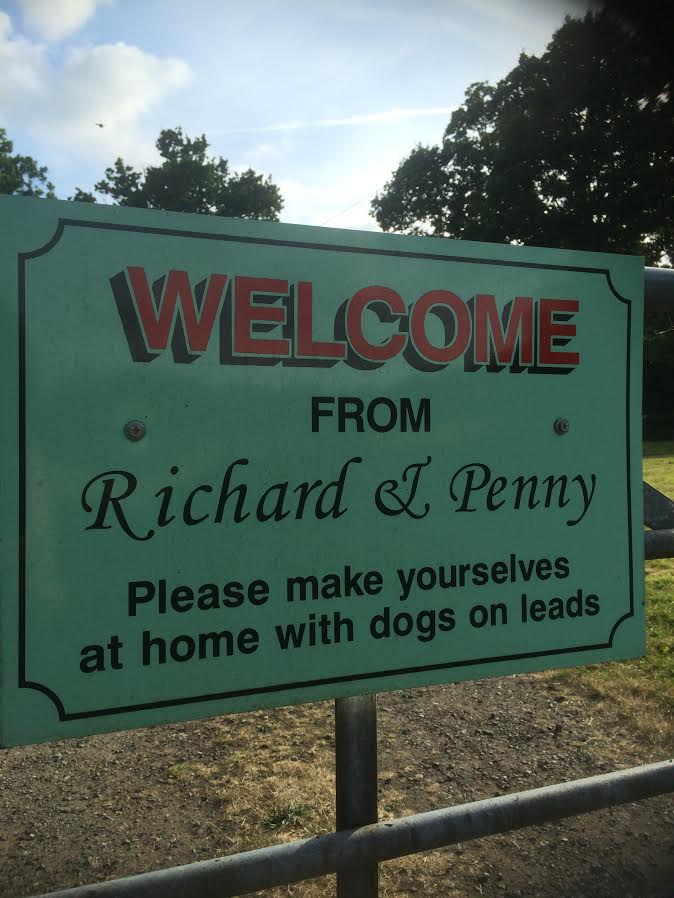 WELCOME
FROM
Richard & Penny
Please make yourselves
at home with dogs on leads